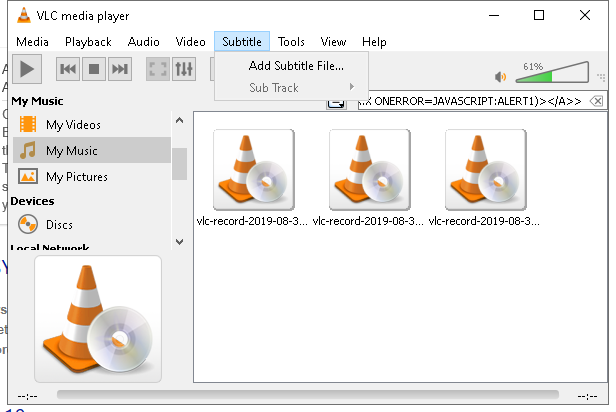 VLC media player
Media Playback Audio Video Subtitle Tools View Help
Add Subtitle File...
Sub Track
61%
X ONERROR=JAVASCRIPT:ALERT1)></A>>
My Music
My Videos
My Music
My Pictures
Devices
Discs
Local Network
vlc-record-2019-08-3... vlc-record-2019-08-3... vlc-record-2019-08-3...
--:-- --:--